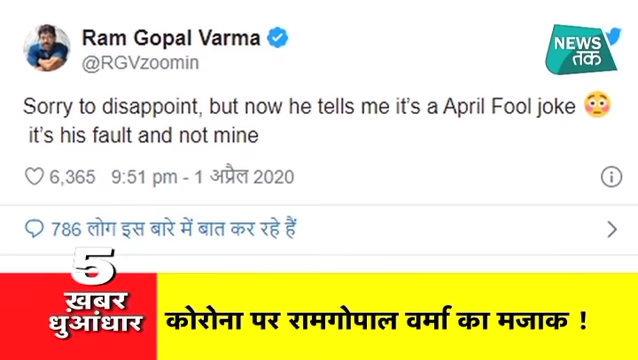 Ram Gopal Varma
@RGVzoomin
NEWS
तक
Sorry to disappoint, but now he tells me it's a April Fool joke 😳
it's his fault and not mine
6,365 9:51 pm - 1 अप्रैल 2020
786 लोग इस बारे में बात कर रहे हैं
5
ख़बर
धुआंधार
कोरोना पर रामगोपाल वर्मा का मजाक !